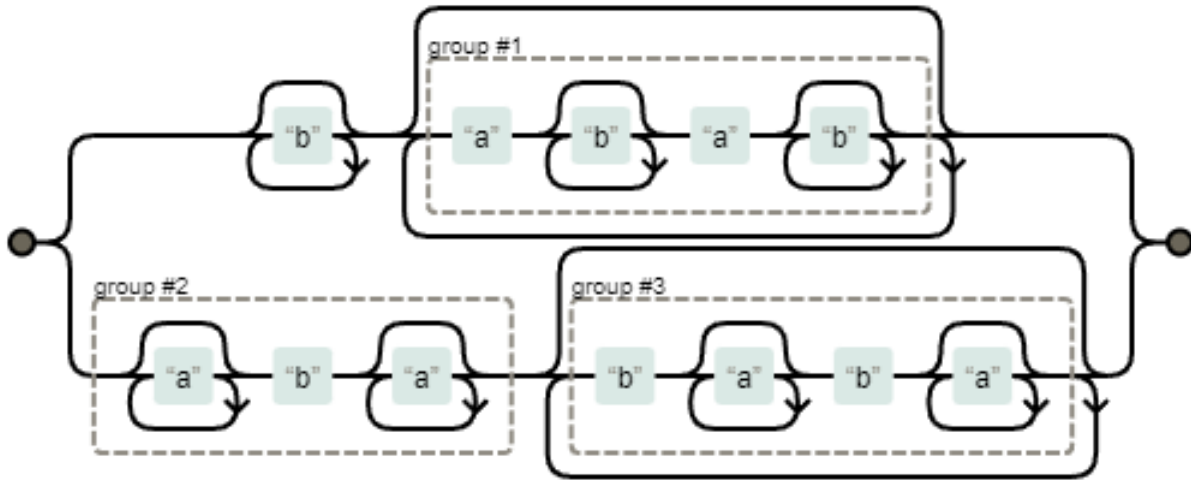 group #1
“b” “a” “b” “a” “b”
group #2 group #3
“a” “b” “a” “b” “a” “b” “a”